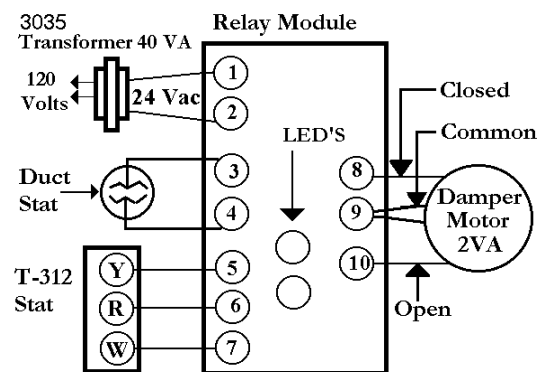 3035
Transformer 40 VA
Relay Module
120
Volts
24 Vac
1
2
Closed
Common
LED'S
Duct
Stat
3
4
8
9
10
Damper
Motor
2VA
Open
T-312
Stat
Y
R
W
5
6
7